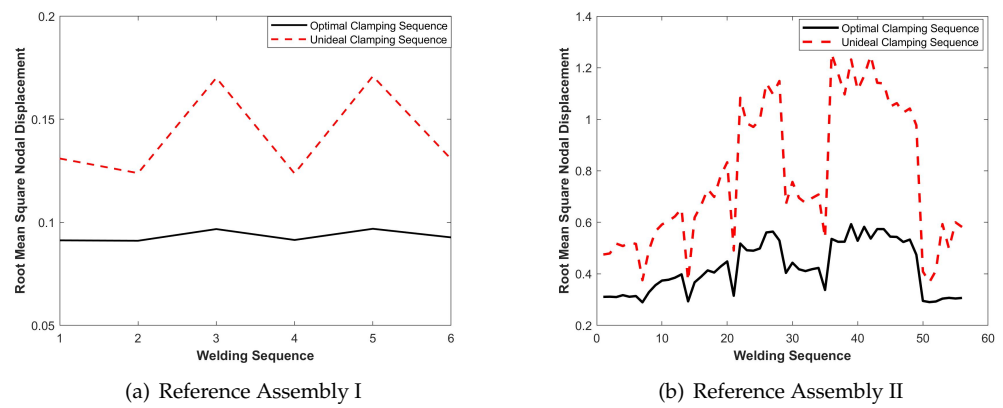 0.2
0.15
0.1
0.05
Root Mean Square Nodal Displacement
Optimal Clamping Sequence
Unideal Clamping Sequence
1 2 3 4 5 6
Welding Sequence
(a) Reference Assembly I
1.4
1.2
1
0.8
0.6
0.4
0.2
Root Mean Square Nodal Displacement
Optimal Clamping Sequence
Unideal Clamping Sequence
0 10 20 30 40 50 60
Welding Sequence
(b) Reference Assembly II